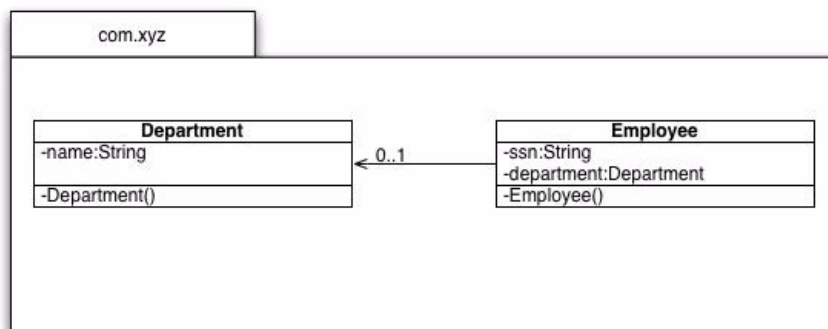 com.xyz
Department
-name:String
-Department()
0..1
Employee
-ssn:String
-department:Department
-Employee()